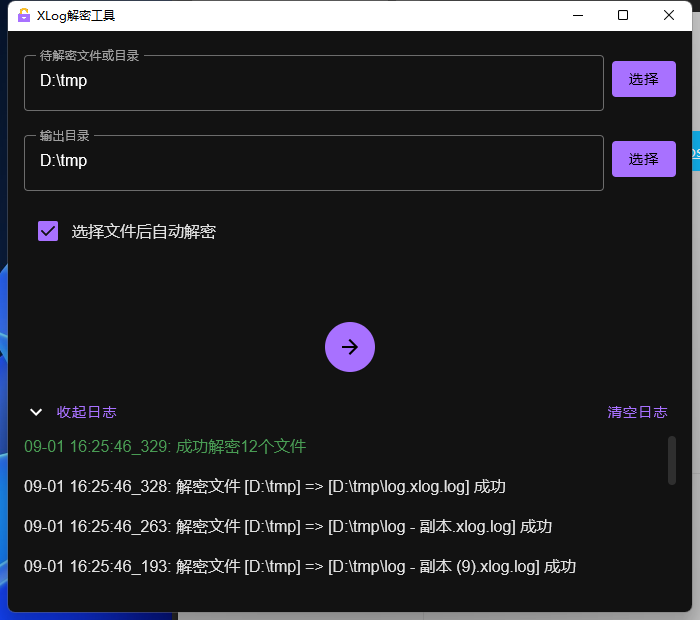 XLog解密工具
待解密文件或目录
D:\tmp
选择
输出目录
D:\tmp
选择
选择文件后自动解密
收起日志
清空日志
09-01 16:25:46_329: 成功解密12个文件
09-01 16:25:46_328: 解密文件 [D:\tmp] => [D:\tmp\log.xlog.log] 成功
09-01 16:25:46_263: 解密文件 [D:\tmp] => [D:\tmp\log - 副本.xlog.log] 成功
09-01 16:25:46_193: 解密文件 [D:\tmp] => [D:\tmp\log - 副本 (9).xlog.log] 成功